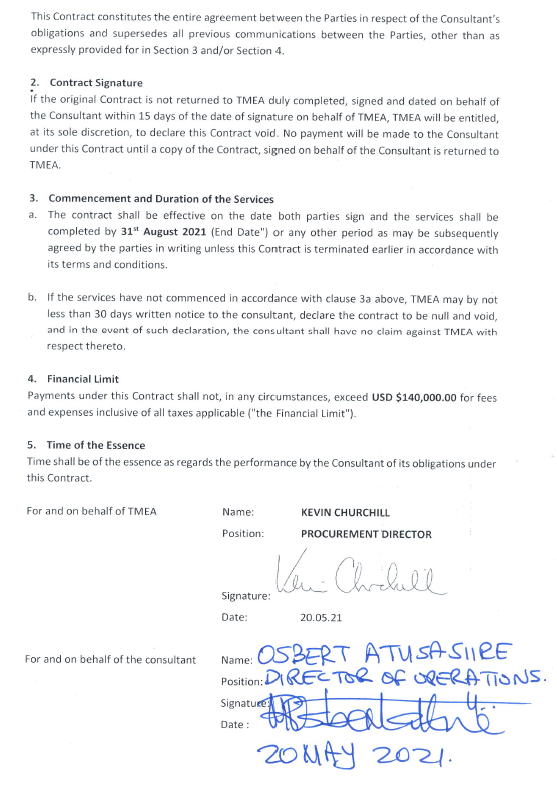 This Contract constitutes the entire agreement between the Parties in respect of the Consultant's
obligations and supersedes all previous communications between the Parties, other than as
expressly provided for in Section 3 and/or Section 4.
2. Contract Signature
If the original Contract is not returned to TMEA duly completed, signed and dated on behalf of
the Consultant within 15 days of the date of signature on behalf of TMEA, TMEA will be entitled,
at its sole discretion, to declare this Contract void. No payment will be made to the Consultant
under this Contract until a copy of the Contract, signed on behalf of the Consultant is returned to
TMEA.
3. Commencement and Duration of the Services
a. The contract shall be effective on the date both parties sign and the services shall be
completed by 31st August 2021 (End Date") or any other period as may be subsequently
agreed by the parties in writing unless this Contract is terminated earlier in accordance with
its terms and conditions.
b. If the services have not commenced in accordance with clause 3a above, TMEA may by not
less than 30 days written notice to the consultant, declare the contract to be null and void,
and in the event of such declaration, the consultant shall have no claim against TMEA with
respect thereto.
4. Financial Limit
Payments under this Contract shall not, in any circumstances, exceed USD $140,000.00 for fees
and expenses inclusive of all taxes applicable ("the Financial Limit").
5. Time of the Essence
Time shall be of the essence as regards the performance by the Consultant of its obligations under
this Contract.
For and on behalf of TMEA Name: KEVIN CHURCHILL
Position: PROCUREMENT DIRECTOR
Signature: Kevin Churchill
Date: 20.05.21
For and on behalf of the consultant Name: OSBERT ATUSASIIRE
Position: DIRECTOR OF OPERATIONS.
Signature:
Date :
20 MAY 2021.